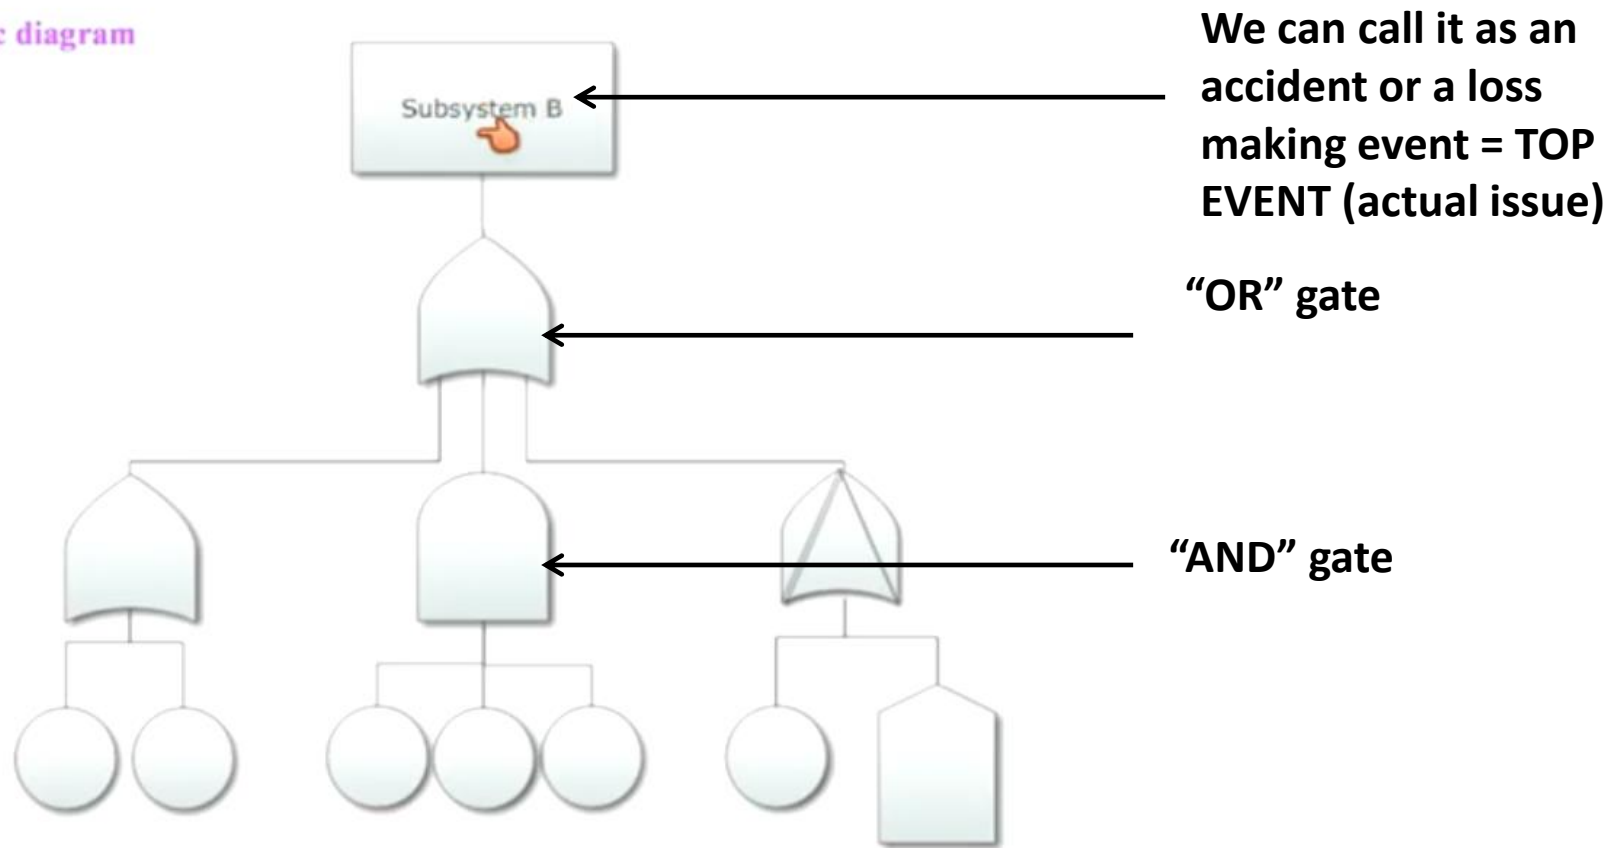 diagram
Subsystem B
We can call it as an
accident or a loss
making event = TOP
EVENT (actual issue)
“OR” gate
“AND” gate